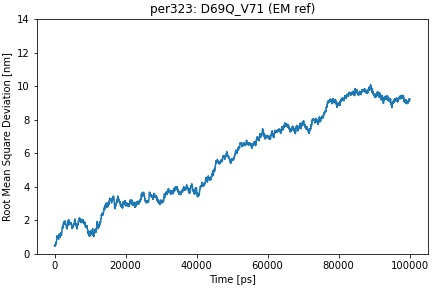 per323: D69Q_V71 (EM ref)
Root Mean Square Deviation [nm]
14
12
10
8
6
4
2
0
0 20000 40000 60000 80000 100000
Time [ps]